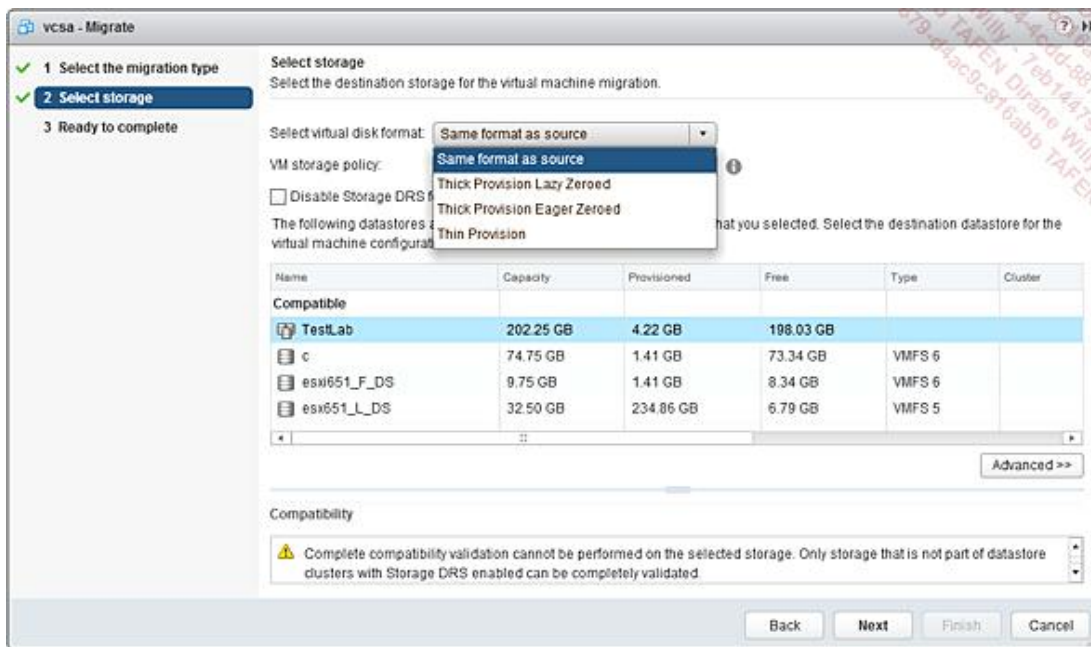 vcsa - Migrate
1 Select the migration type
2 Select storage
3 Ready to complete
Select storage
Select the destination storage for the virtual machine migration.
Select virtual disk format: Same format as source
Same format as source
Thick Provision Lazy Zeroed
Thick Provision Eager Zeroed
Thin Provision
VM storage policy:
Disable Storage DRS f
The following datastores a hat you selected. Select the destination datastore for the
virtual machine configurat
Name Capacity Provisioned Free Type Cluster
Compatible
TestLab 202.25 GB 4.22 GB 198.03 GB
c 74.75 GB 1.41 GB 73.34 GB VMFS 6
esxi651_F_DS 9.75 GB 1.41 GB 8.34 GB VMFS 6
esx651_L_DS 32.50 GB 234.86 GB 6.79 GB VMFS 5
Advanced >>
Compatibility
Complete compatibility validation cannot be performed on the selected storage. Only storage that is not part of datastore
clusters with Storage DRS enabled can be completely validated.
Back Next Finish Cancel
TAFEN Dirane Willy - 7eb1447